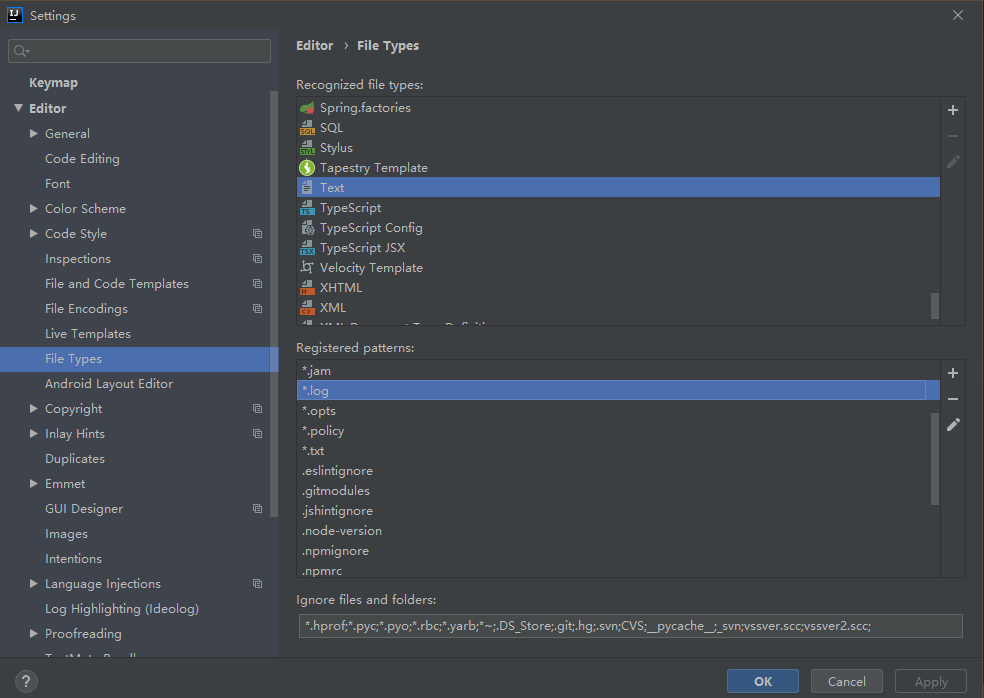 Settings
Keymap
Editor
General
Code Editing
Font
Color Scheme
Code Style
Inspections
File and Code Templates
File Encodings
Live Templates
File Types
Android Layout Editor
Copyright
Inlay Hints
Duplicates
Emmet
GUI Designer
Images
Intentions
Language Injections
Log Highlighting (Ideolog)
Proofreading
Editor › File Types
Recognized file types:
Spring.factories
SQL
Stylus
Tapestry Template
Text
TypeScript
TypeScript Config
TypeScript JSX
Velocity Template
XHTML
XML
Registered patterns:
*.jam
*.log
*.opts
*.policy
*.txt
.eslintignore
.gitmodules
.jshintignore
.node-version
.npmignore
.npmrc
Ignore files and folders:
*.hprof;*.pyc;*.pyo;*.rbc;*.yarb;*~;.DS_Store;.git;.hg;.svn;CVS;__pycache__;_svn;vssver.scc;vssver2.scc;
?
OK
Cancel
Apply